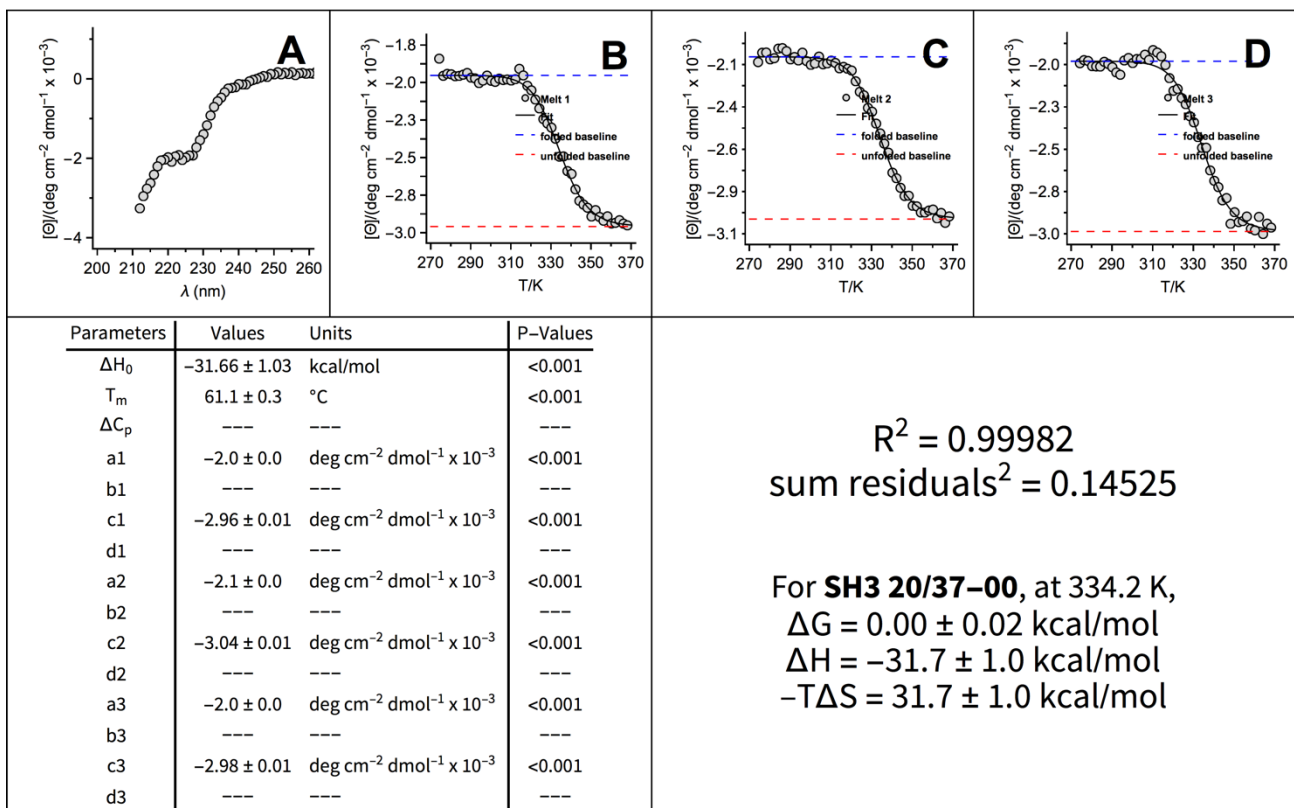 A
[Θ]/(deg cm⁻² dmol⁻¹ x 10⁻³)
0
−2
−4
200 210 220 230 240 250 260
λ (nm)
B
[Θ]/(deg cm⁻² dmol⁻¹ x 10⁻³)
−1.8
−2.0
−2.3
−2.5
−2.7
−3.0
Melt 1
Fit
folded baseline
unfolded baseline
270 290 310 330 350 370
T/K
C
[Θ]/(deg cm⁻² dmol⁻¹ x 10⁻³)
−2.1
−2.4
−2.6
−2.9
−3.1
Melt 2
Fit
folded baseline
unfolded baseline
270 290 310 330 350 370
T/K
D
[Θ]/(deg cm⁻² dmol⁻¹ x 10⁻³)
−2.0
−2.3
−2.5
−2.7
−3.0
Melt 3
Fit
folded baseline
unfolded baseline
270 290 310 330 350 370
T/K
Parameters Values Units P−Values
ΔH₀ −31.66 ± 1.03 kcal/mol <0.001
Tₘ 61.1 ± 0.3 °C <0.001
ΔCₚ −−− −−− −−−
a1 −2.0 ± 0.0 deg cm⁻² dmol⁻¹ x 10⁻³ <0.001
b1 −−− −−− −−−
c1 −2.96 ± 0.01 deg cm⁻² dmol⁻¹ x 10⁻³ <0.001
d1 −−− −−− −−−
a2 −2.1 ± 0.0 deg cm⁻² dmol⁻¹ x 10⁻³ <0.001
b2 −−− −−− −−−
c2 −3.04 ± 0.01 deg cm⁻² dmol⁻¹ x 10⁻³ <0.001
d2 −−− −−− −−−
a3 −2.0 ± 0.0 deg cm⁻² dmol⁻¹ x 10⁻³ <0.001
b3 −−− −−− −−−
c3 −2.98 ± 0.01 deg cm⁻² dmol⁻¹ x 10⁻³ <0.001
d3 −−− −−− −−−
R² = 0.99982
sum residuals² = 0.14525
For SH3 20/37−00, at 334.2 K,
ΔG = 0.00 ± 0.02 kcal/mol
ΔH = −31.7 ± 1.0 kcal/mol
−TΔS = 31.7 ± 1.0 kcal/mol